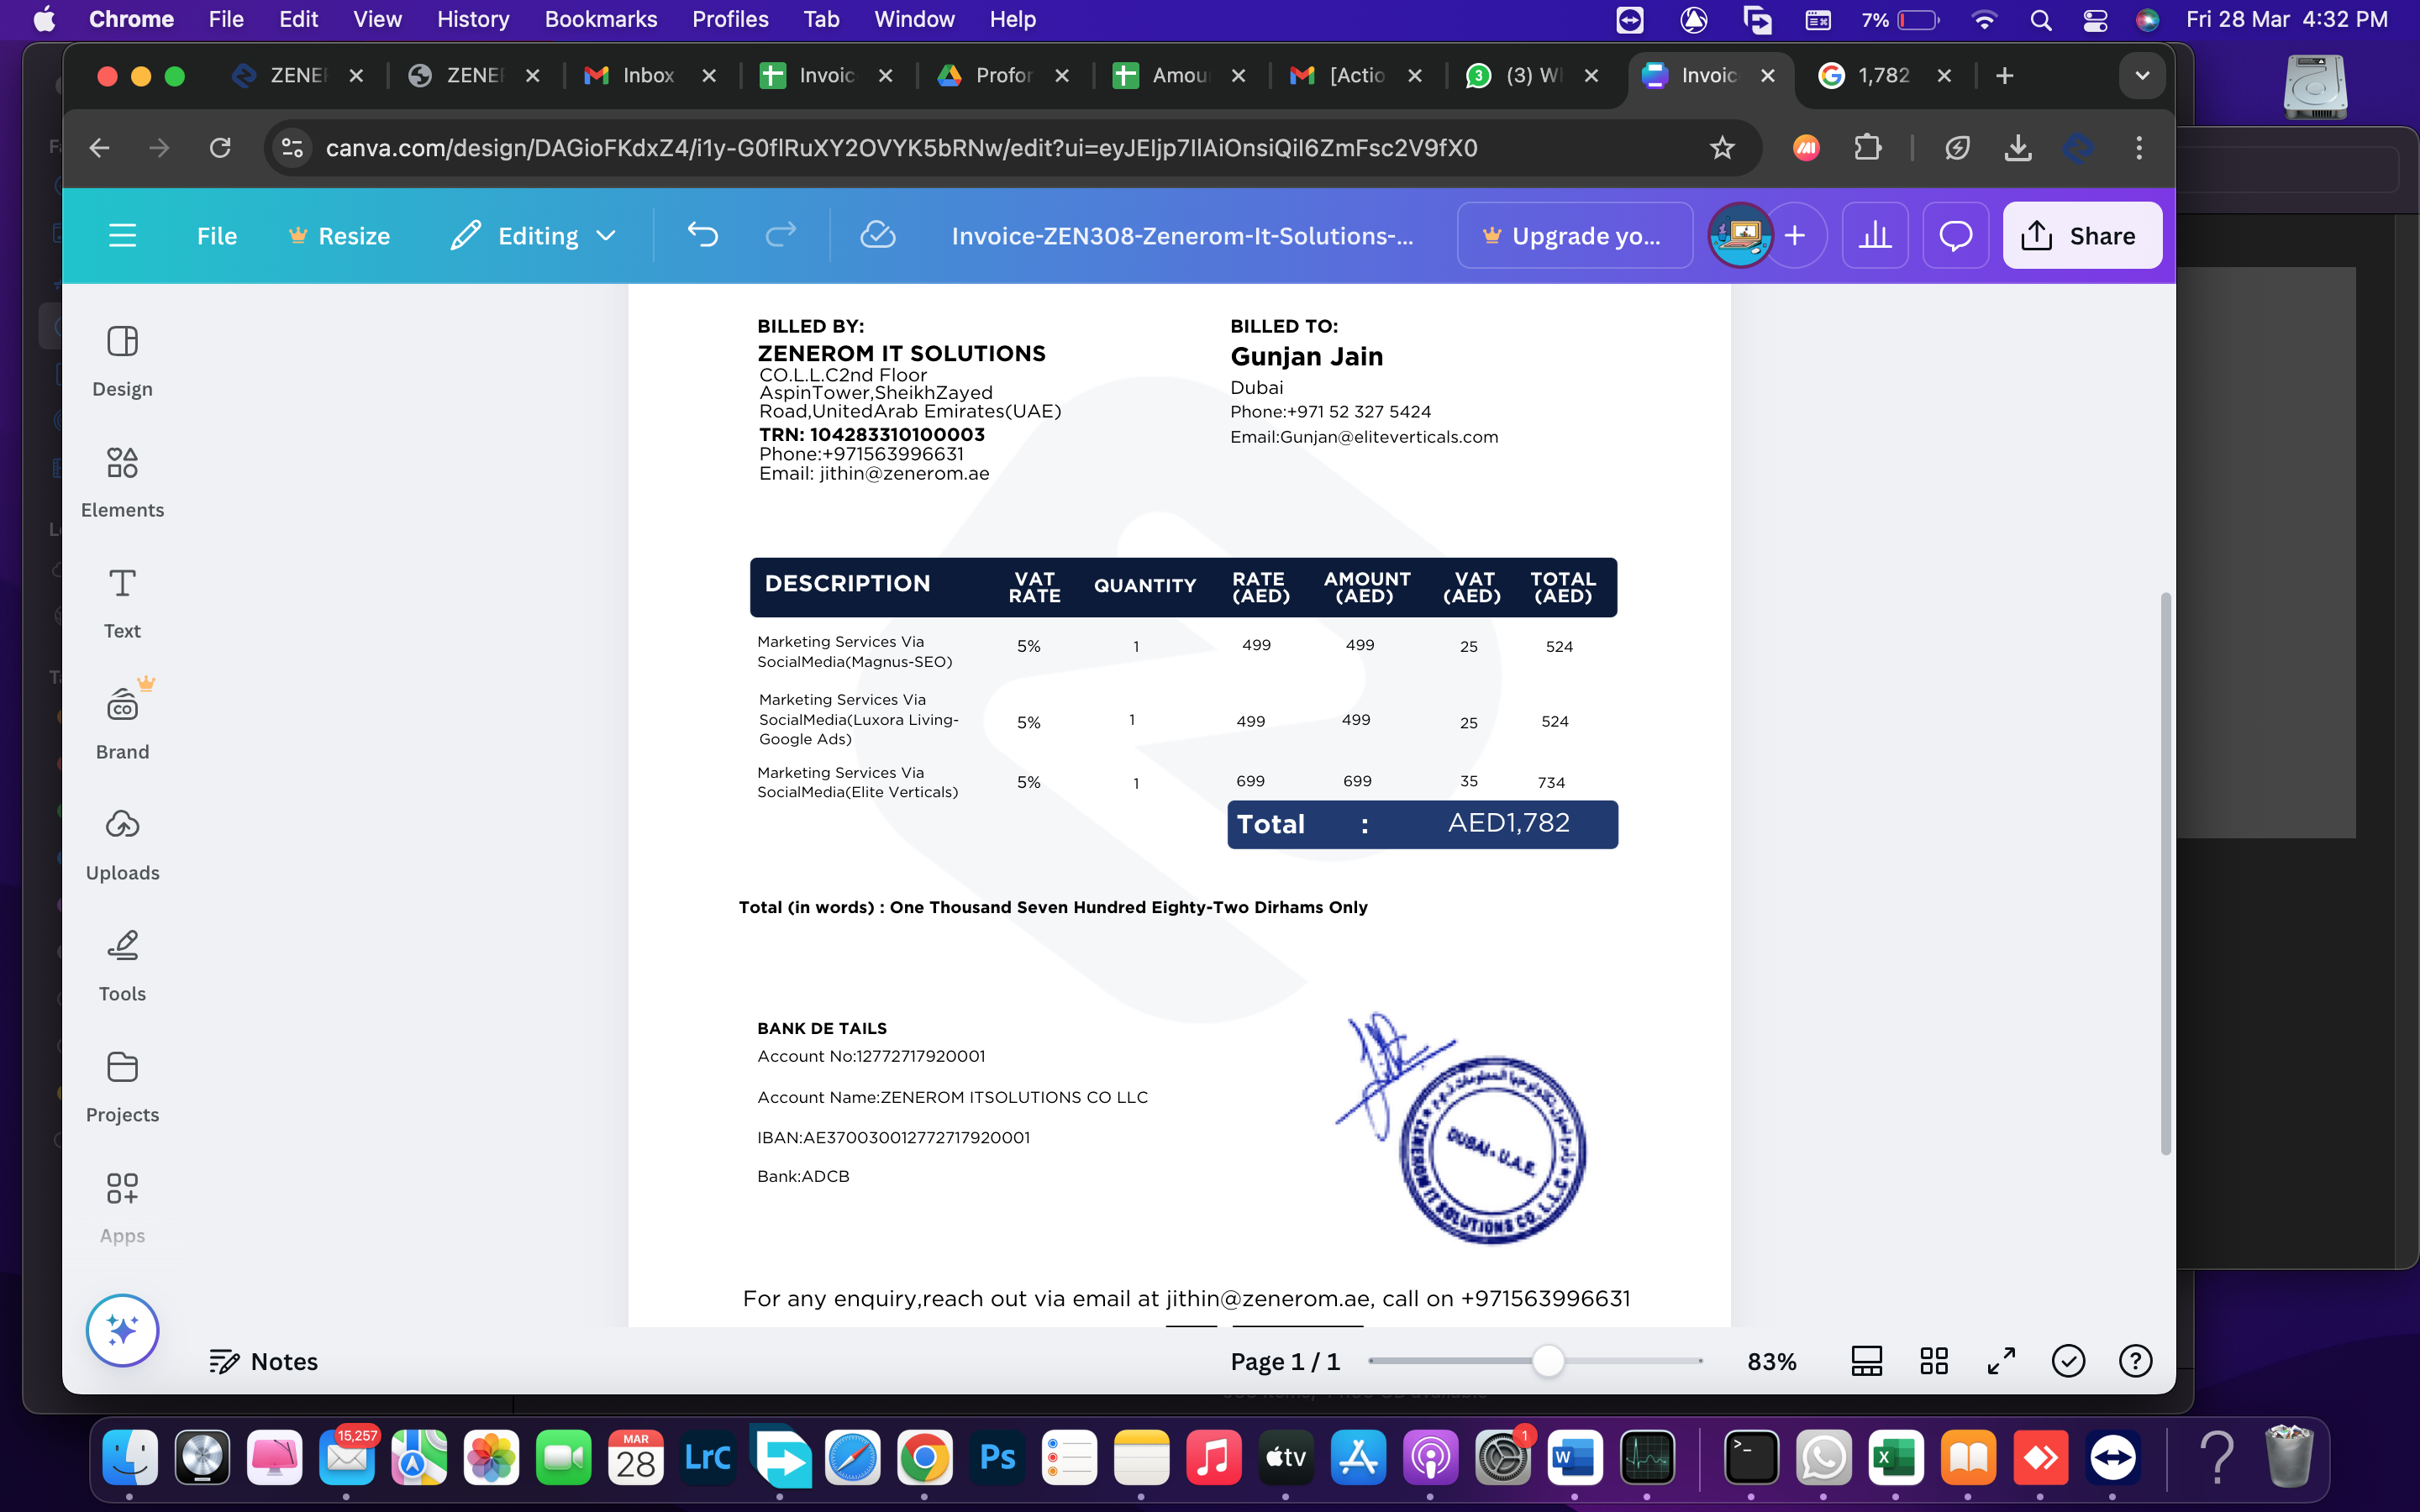 Chrome File Edit View History Bookmarks Profiles Tab Window Help 7% Fri 28 Mar 4:32 PM
ZENE ZENE Inbox Invoic Profor Amou [Actio (3) W Invoic 1,782
canva.com/design/DAGioFKdxZ4/i1y-G0flRuXY2OVYK5bRNw/edit?ui=eyJEIjp7IlAiOnsiQiI6ZmFsc2V9fX0
File Resize Editing Invoice-ZEN308-Zenerom-It-Solutions-... Upgrade yo... Share
Design
Elements
Text
Brand
Uploads
Tools
Projects
Apps
BILLED BY:
ZENEROM IT SOLUTIONS
CO.L.L.C2nd Floor
AspinTower,SheikhZayed
Road,UnitedArab Emirates(UAE)
TRN: 104283310100003
Phone:+971563996631
Email: jithin@zenerom.ae
BILLED TO:
Gunjan Jain
Dubai
Phone:+971 52 327 5424
Email:Gunjan@eliteverticals.com
DESCRIPTION VAT RATE QUANTITY RATE (AED) AMOUNT (AED) VAT (AED) TOTAL (AED)
Marketing Services Via
SocialMedia(Magnus-SEO) 5% 1 499 499 25 524
Marketing Services Via
SocialMedia(Luxora Living-
Google Ads) 5% 1 499 499 25 524
Marketing Services Via
SocialMedia(Elite Verticals) 5% 1 699 699 35 734
Total : AED1,782
Total (in words) : One Thousand Seven Hundred Eighty-Two Dirhams Only
BANK DE TAILS
Account No:12772717920001
Account Name:ZENEROM ITSOLUTIONS CO LLC
IBAN:AE370030012772717920001
Bank:ADCB
DUBAI - U.A.E.
ZENEROM IT SOLUTIONS CO. L.L.C
For any enquiry,reach out via email at jithin@zenerom.ae, call on +971563996631
Notes Page 1 / 1 83%
15,257
MAR
28
LrC
Ps
tv
1